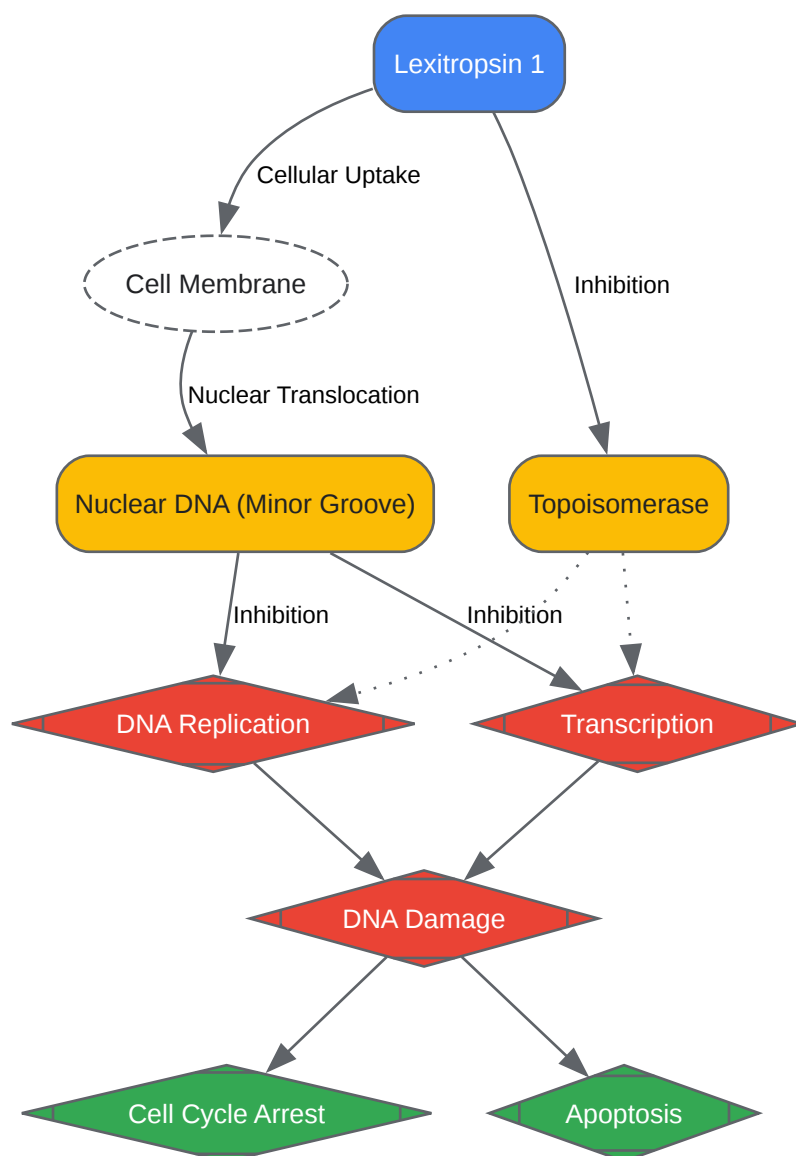 Lexitropsin 1
Cellular Uptake
Cell Membrane
Inhibition
Nuclear Translocation
Nuclear DNA (Minor Groove)
Topoisomerase
Inhibition
Inhibition
DNA Replication
Transcription
DNA Damage
Cell Cycle Arrest
Apoptosis